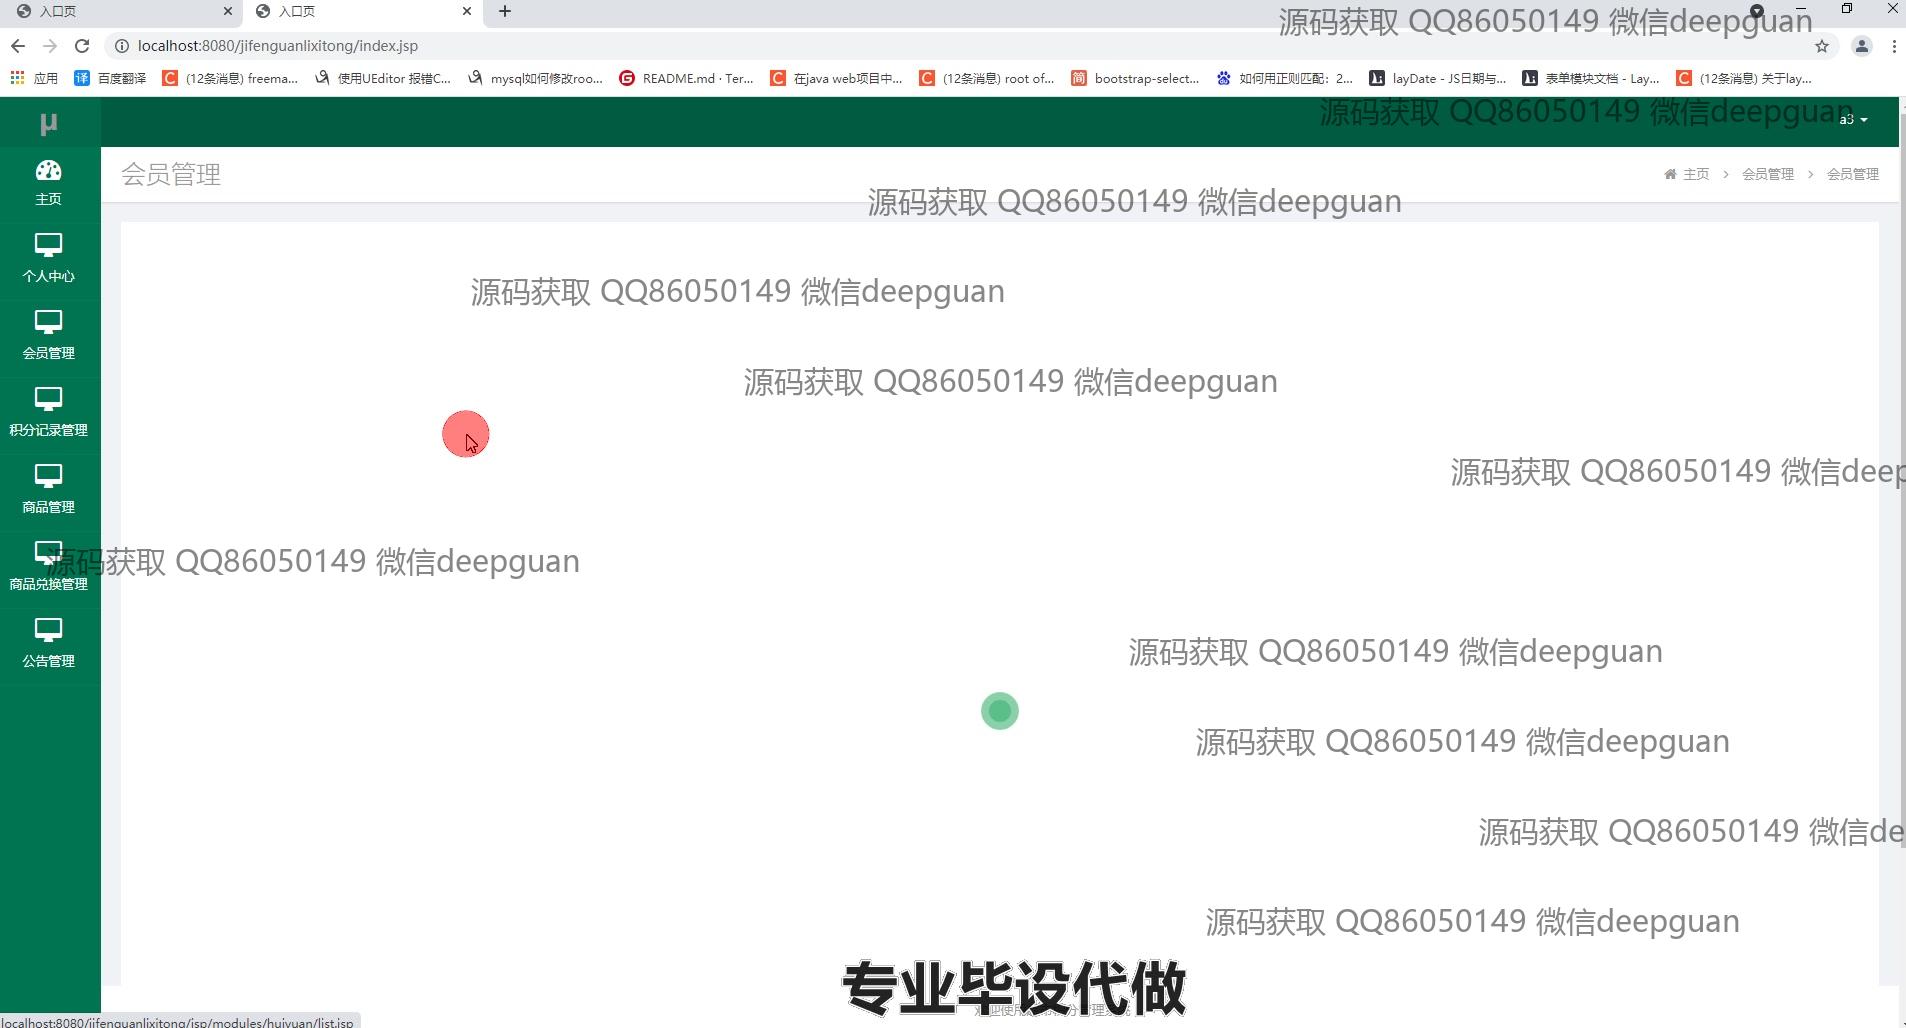 入口页
入口页
源码获取 QQ86050149 微信deepguan
localhost:8080/jifenguanlixitong/index.jsp
应用 百度翻译 (12条消息) freema... 使用UEditor 报错C... mysql如何修改roo... README.md · Ter... 在java web项目中... (12条消息) root of... bootstrap-select... 如何用正则匹配：2... layDate - JS日期与... 表单模块文档 - Lay... (12条消息) 关于lay...
μ
源码获取 QQ86050149 微信deepguan
a3
会员管理
主页 > 会员管理 > 会员管理
主页
源码获取 QQ86050149 微信deepguan
个人中心
源码获取 QQ86050149 微信deepguan
会员管理
源码获取 QQ86050149 微信deepguan
积分记录管理
源码获取 QQ86050149 微信deep
商品管理
源码获取 QQ86050149 微信deepguan
商品兑换管理
源码获取 QQ86050149 微信deepguan
公告管理
源码获取 QQ86050149 微信deepguan
源码获取 QQ86050149 微信de
源码获取 QQ86050149 微信deepguan
专业毕设代做
localhost:8080/jifenguanlixitong/jsp/modules/huiyuan/list.jsp